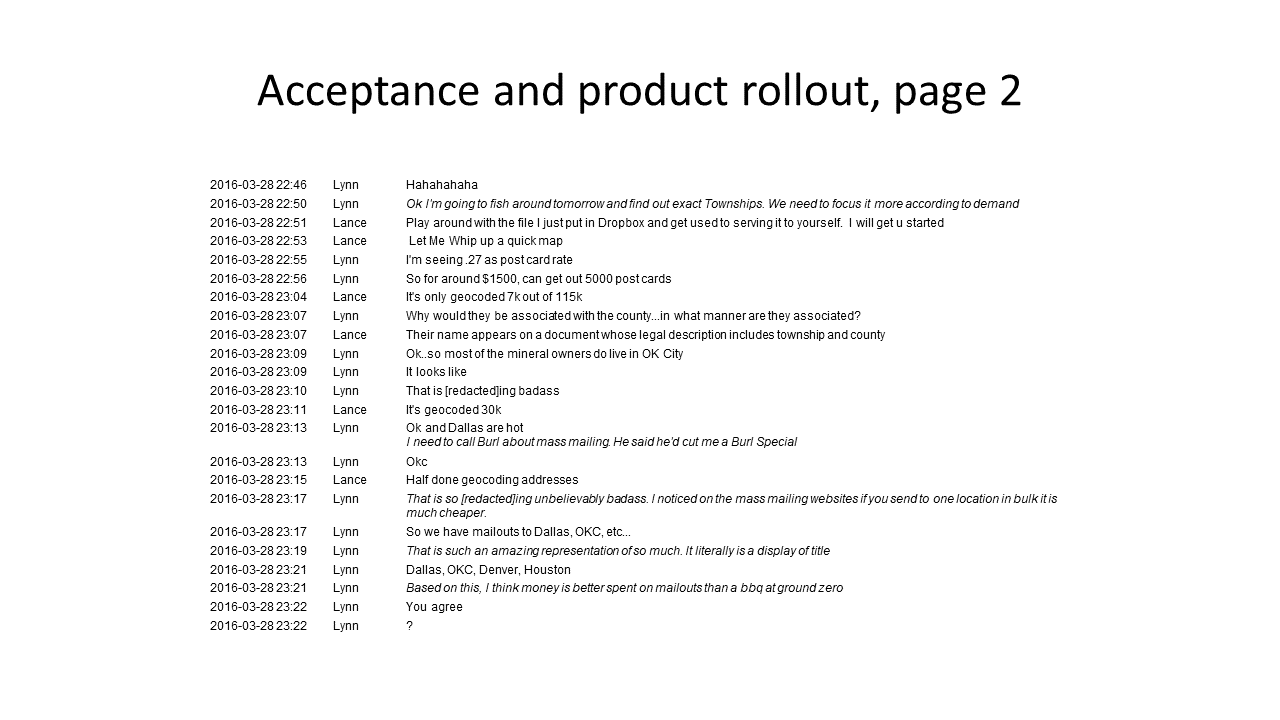 Acceptance and product rollout, page 2
2016-03-28 22:46 Lynn Hahahahaha
2016-03-28 22:50 Lynn Ok I'm going to fish around tomorrow and find out exact Townships. We need to focus it more according to demand
2016-03-28 22:51 Lance Play around with the file I just put in Dropbox and get used to serving it to yourself. I will get u started
2016-03-28 22:53 Lance Let Me Whip up a quick map
2016-03-28 22:55 Lynn I'm seeing .27 as post card rate
2016-03-28 22:56 Lynn So for around $1500, can get out 5000 post cards
2016-03-28 23:04 Lance It's only geocoded 7k out of 115k
2016-03-28 23:07 Lynn Why would they be associated with the county...in what manner are they associated?
2016-03-28 23:07 Lance Their name appears on a document whose legal description includes township and county
2016-03-28 23:09 Lynn Ok..so most of the mineral owners do live in OK City
2016-03-28 23:09 Lynn It looks like
2016-03-28 23:10 Lynn That is [redacted]ing badass
2016-03-28 23:11 Lance It's geocoded 30k
2016-03-28 23:13 Lynn Ok and Dallas are hot
I need to call Burl about mass mailing. He said he'd cut me a Burl Special
2016-03-28 23:13 Lynn Okc
2016-03-28 23:15 Lance Half done geocoding addresses
2016-03-28 23:17 Lynn That is so [redacted]ing unbelievably badass. I noticed on the mass mailing websites if you send to one location in bulk it is
much cheaper.
2016-03-28 23:17 Lynn So we have mailouts to Dallas, OKC, etc...
2016-03-28 23:19 Lynn That is such an amazing representation of so much. It literally is a display of title
2016-03-28 23:21 Lynn Dallas, OKC, Denver, Houston
2016-03-28 23:21 Lynn Based on this, I think money is better spent on mailouts than a bbq at ground zero
2016-03-28 23:22 Lynn You agree
2016-03-28 23:22 Lynn ?